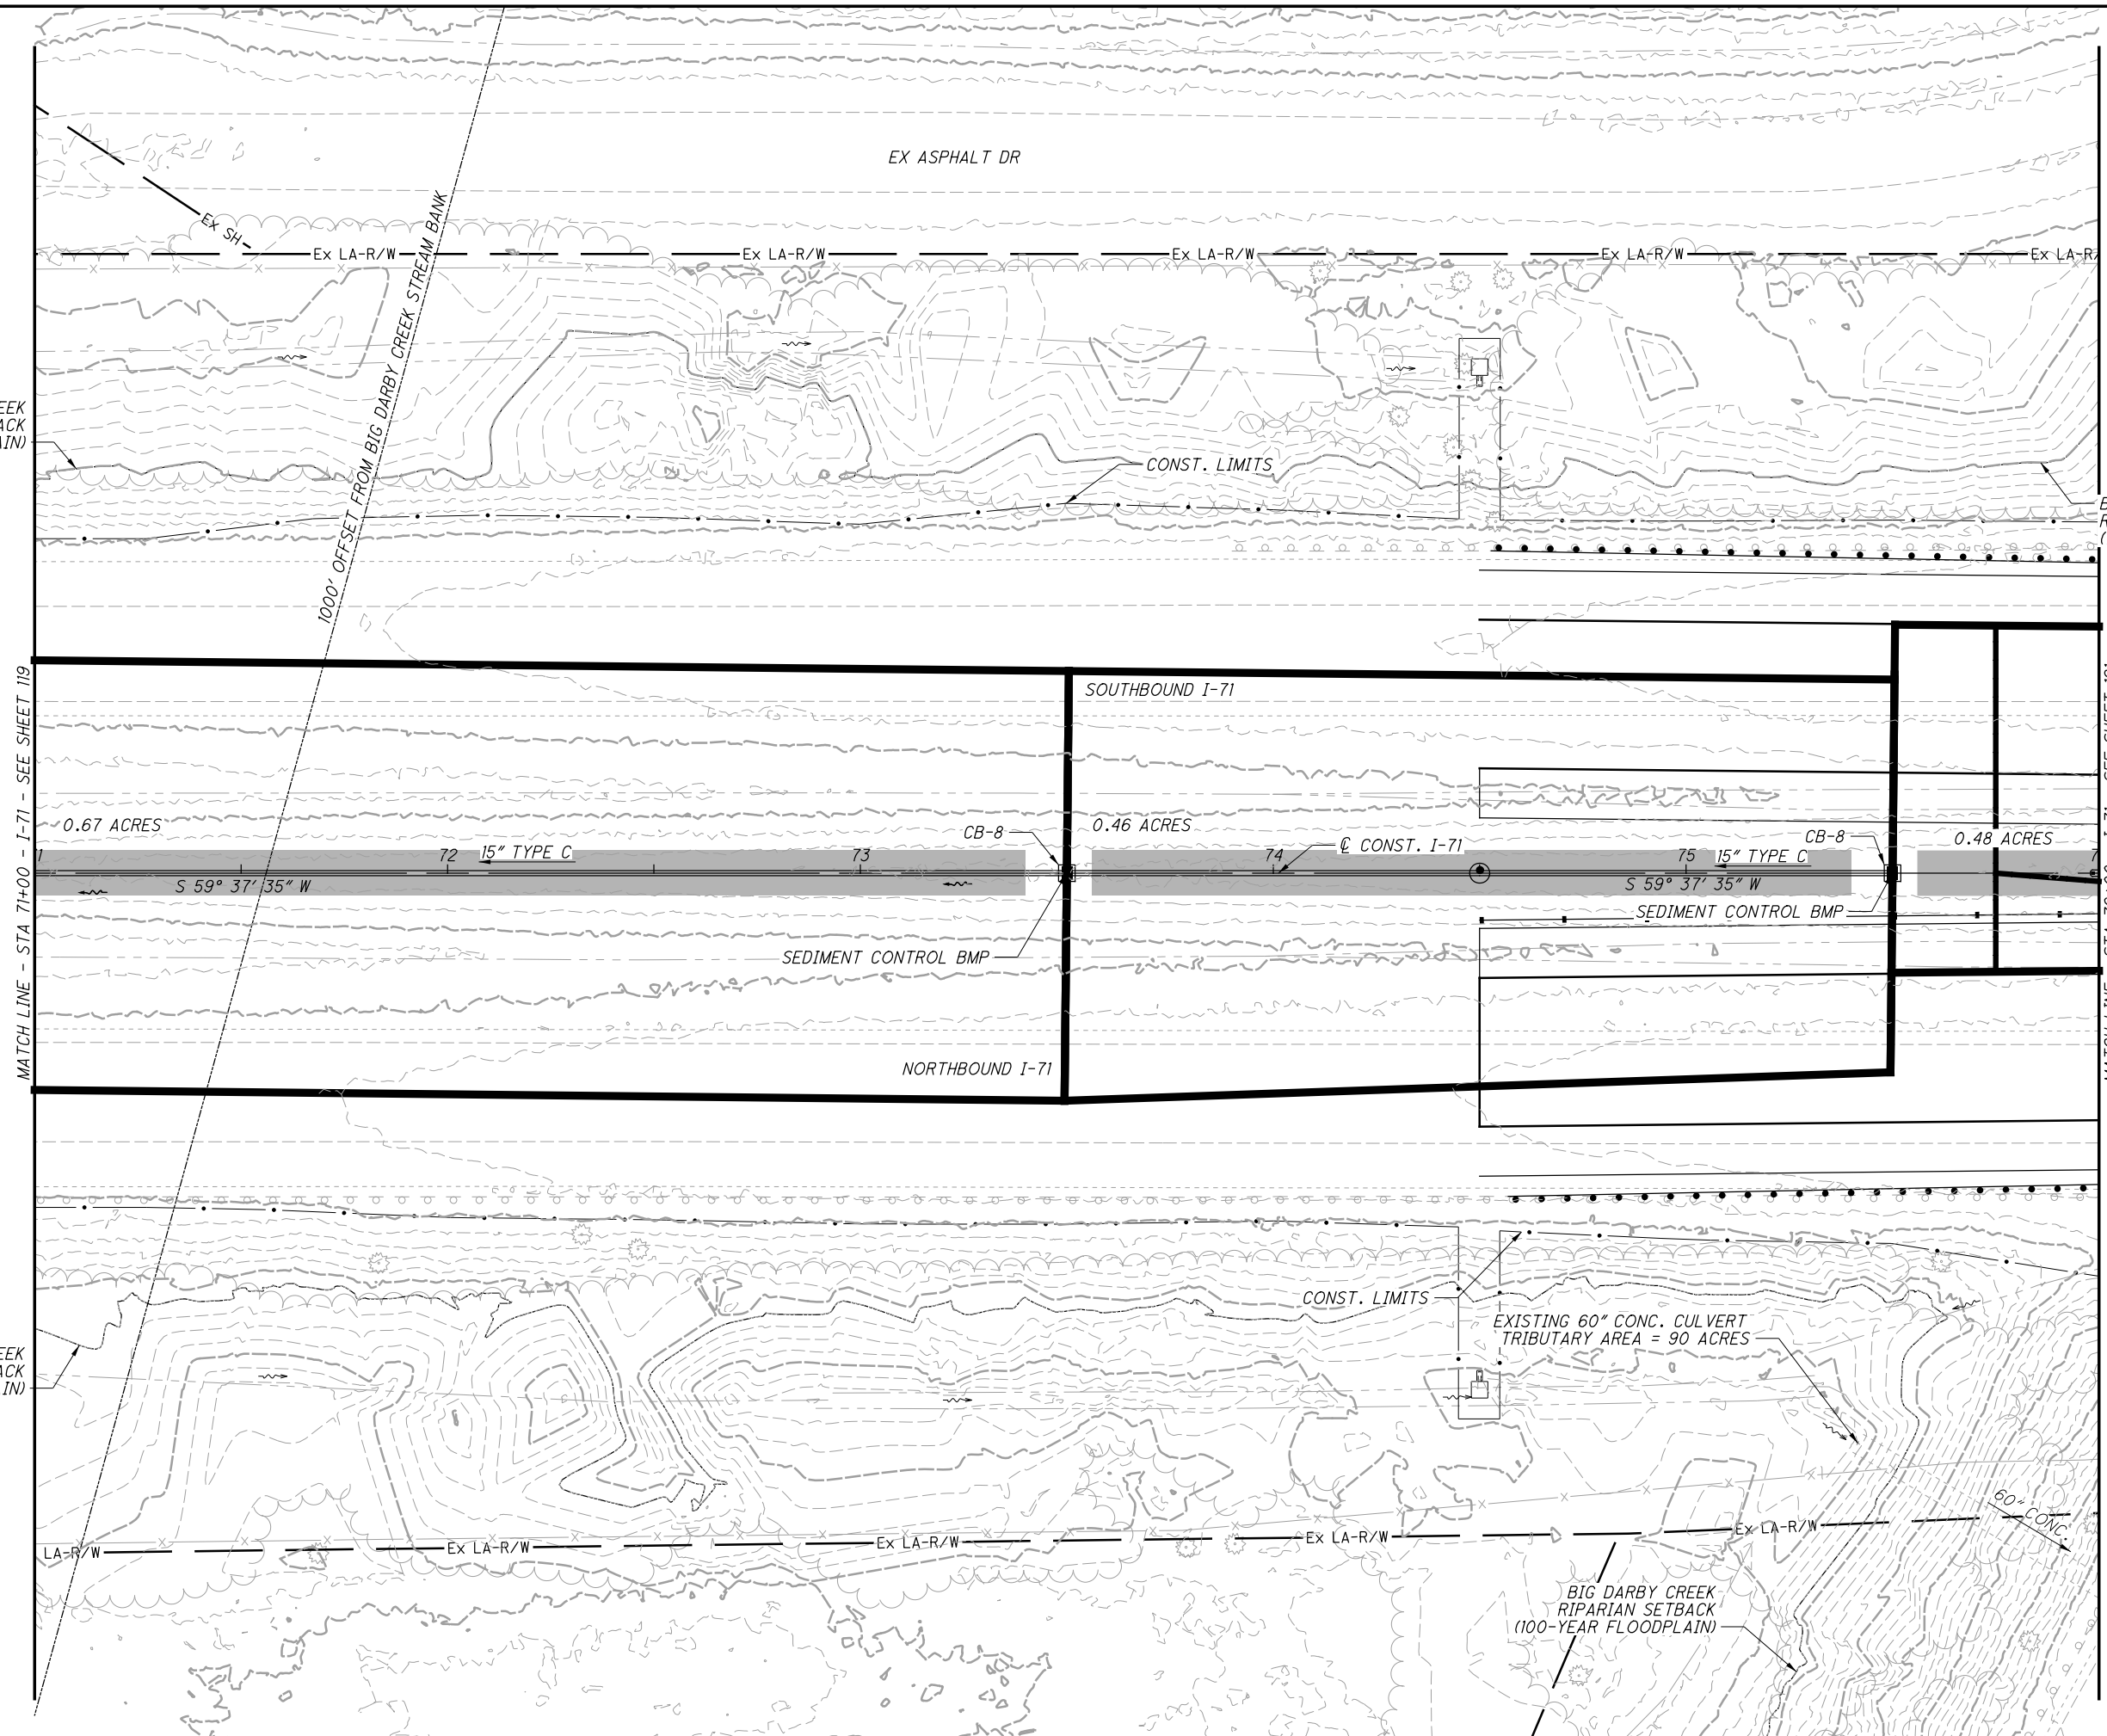 EX ASPHALT DR
1000' OFFSET FROM BIG DARBY CREEK STREAM BANK
Ex SH
Ex LA-R/W
Ex LA-R/W
Ex LA-R/W
Ex LA-R/W
Ex LA-R/
EEK
ACK
AIN)
CONST. LIMITS
MATCH LINE - STA 71+00 - I-71 - SEE SHEET 119
SOUTHBOUND I-71
0.67 ACRES
CB-8
0.46 ACRES
℄ CONST. I-71
CB-8
0.48 ACRES
72
15" TYPE C
73
74
75
15" TYPE C
S 59° 37' 35" W
S 59° 37' 35" W
SEDIMENT CONTROL BMP
SEDIMENT CONTROL BMP
NORTHBOUND I-71
CONST. LIMITS
EXISTING 60" CONC. CULVERT
TRIBUTARY AREA = 90 ACRES
EEK
ACK
IN)
60" CONC.
LA-R/W
Ex LA-R/W
Ex LA-R/W
Ex LA-R/W
Ex LA-R/W
BIG DARBY CREEK
RIPARIAN SETBACK
(100-YEAR FLOODPLAIN)